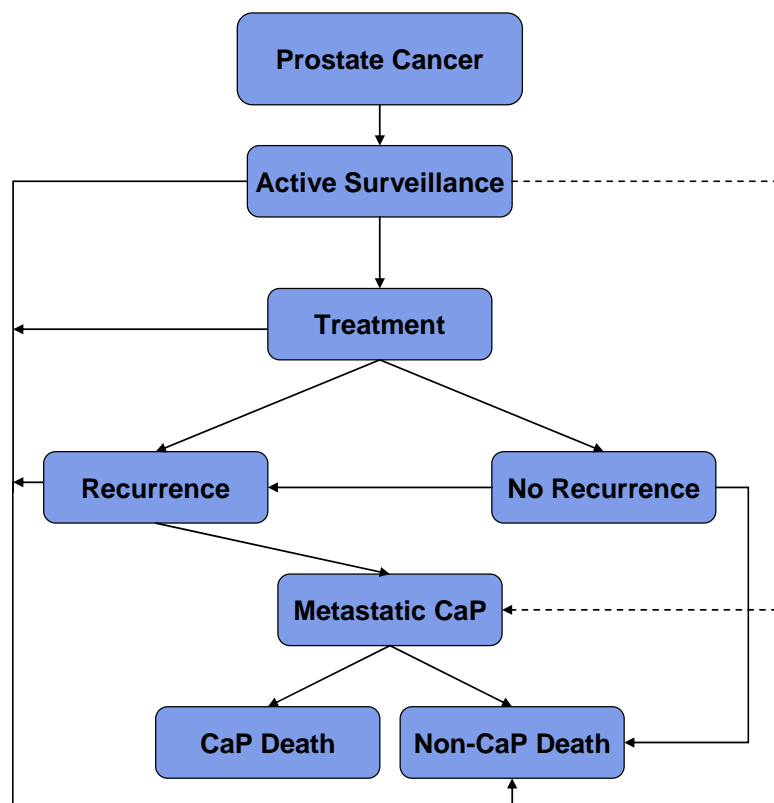 Prostate Cancer
Active Surveillance
Treatment
Recurrence
No Recurrence
Metastatic CaP
CaP Death
Non-CaP Death